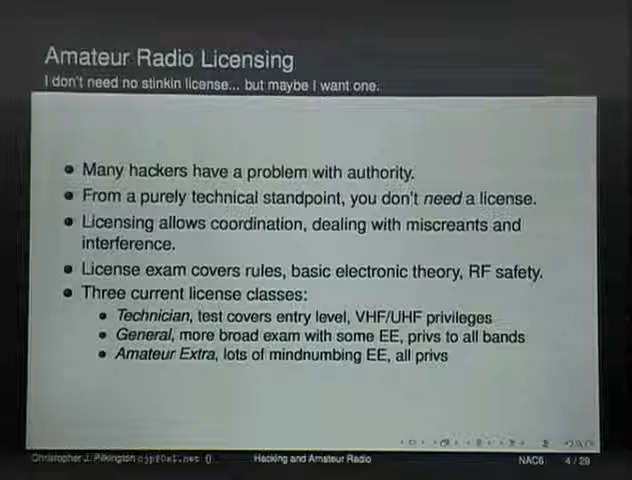 Amateur Radio Licensing
I don't need no stinkin license... but maybe I want one.
Many hackers have a problem with authority.
From a purely technical standpoint, you don't need a license.
Licensing allows coordination, dealing with miscreants and
interference.
License exam covers rules, basic electronic theory, RF safety.
Three current license classes:
Technician, test covers entry level, VHF/UHF privileges
General, more broad exam with some EE, privs to all bands
Amateur Extra, lots of mindnumbing EE, all privs
Christopher J. Pilkington () Hacking and Amateur Radio NAC6 4 / 29